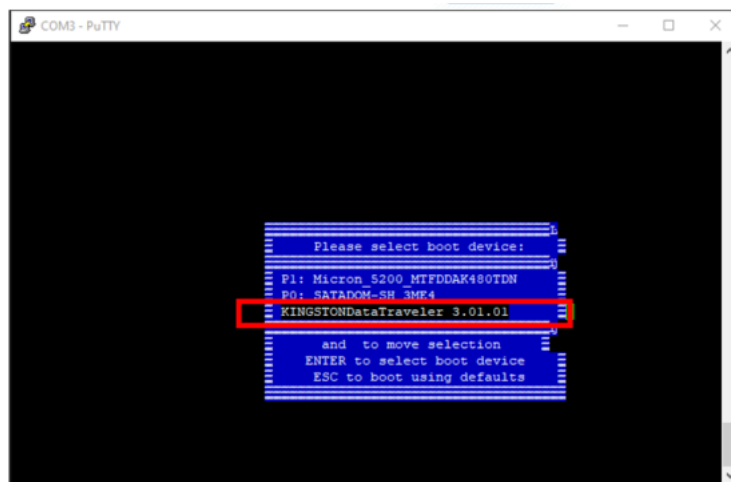 COM3 - PuTTY
Please select boot device:
P1: Micron_5200_MTFDDAK480TDN
P0: SATADOM-SH 3ME4
KINGSTONDataTraveler 3.01.01
and to move selection
ENTER to select boot device
ESC to boot using defaults